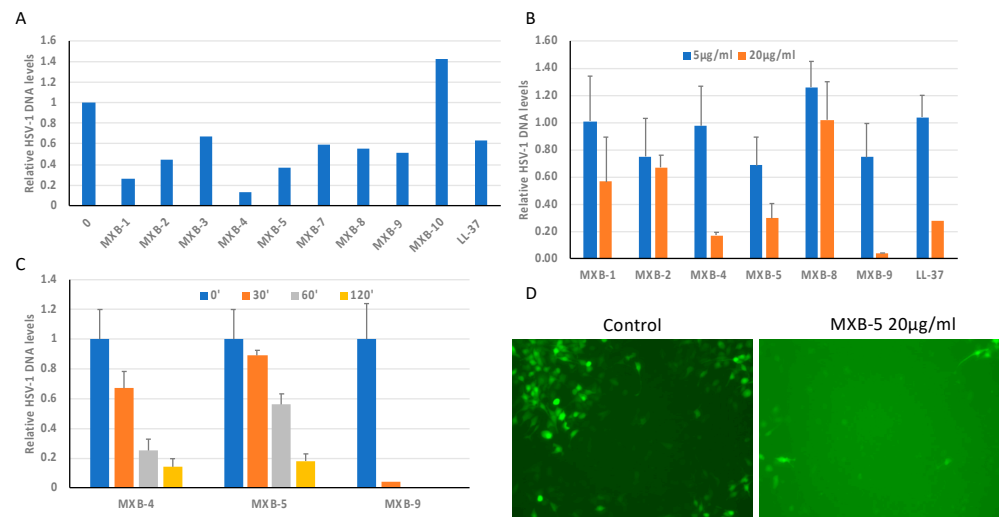 A
Relative HSV-1 DNA levels
1.6
1.4
1.2
1
0.8
0.6
0.4
0.2
0
0
MXB-1
MXB-2
MXB-3
MXB-4
MXB-5
MXB-7
MXB-8
MXB-9
MXB-10
LL-37
B
Relative HSV-1 DNA levels
1.60
1.40
1.20
1.00
0.80
0.60
0.40
0.20
0.00
5µg/ml 20µg/ml
MXB-1 MXB-2 MXB-4 MXB-5 MXB-8 MXB-9 LL-37
C
Relative HSV-1 DNA levels
1.4
1.2
1
0.8
0.6
0.4
0.2
0
0' 30' 60' 120'
MXB-4 MXB-5 MXB-9
D
Control
MXB-5 20µg/ml